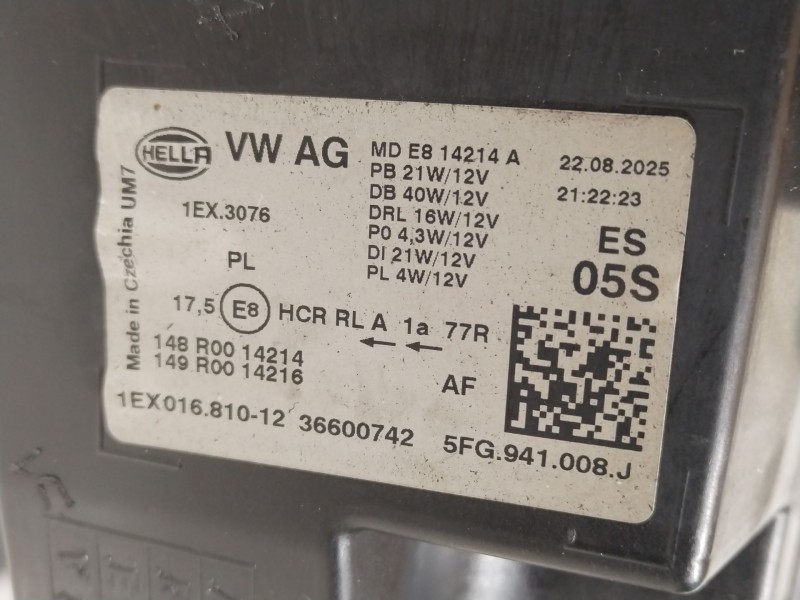 HELLA VW AG
MD E8 14214 A
PB 21W/12V
DB 40W/12V
DRL 16W/12V
P0 4,3W/12V
DI 21W/12V
PL 4W/12V
22.08.2025
21:22:23
1EX.3076
PL
ES
05S
Made in Czechia UM7
17,5 E8 HCR RL A 1a 77R
148 R00 14214
149 R00 14216
AF
1EX016.810-12 36600742 5FG.941.008.J